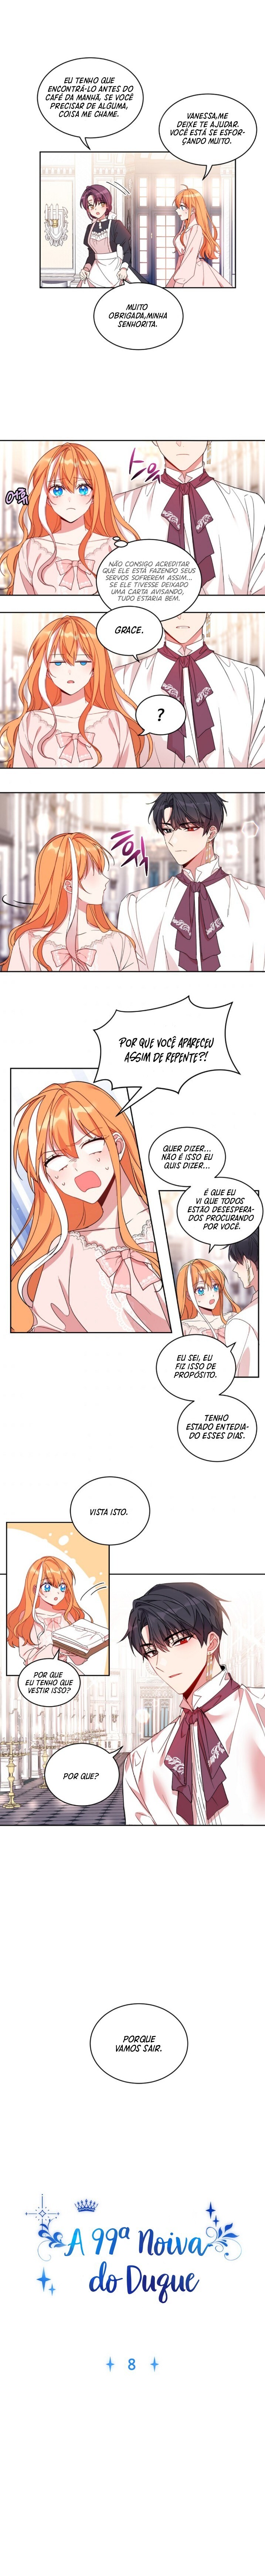 EU TENHO QUE
ENCONTRÁ-LO ANTES DO
CAFÉ DA MANHÃ, SE VOCÊ
PRECISAR DE ALGUMA,
COISA ME CHAME.
VANESSA,ME
DEIXE TE AJUDAR.
VOCÊ ESTÁ SE ESFOR-
ÇANDO MUITO.
MUITO
OBRIGADA,MINHA
SENHORITA.
NÃO CONSIGO ACREDITAR
QUE ELE ESTÁ FAZENDO SEUS
SERVOS SOFREREM ASSIM...
SE ELE TIVESSE DEIXADO
UMA CARTA AVISANDO,
TUDO ESTARIA BEM.
GRACE.
?
POR QUE VOCÊ APARECEU
ASSIM DE REPENTE?!
QUER DIZER...
NÃO É ISSO EU
QUIS DIZER...
É QUE EU
VI QUE TODOS
ESTÃO DESESPERA-
DOS PROCURANDO
POR VOCÊ.
EU SEI, EU
FIZ ISSO DE
PROPÓSITO.
TENHO
ESTADO ENTEDIA-
DO ESSES DIAS.
VISTA ISTO.
POR QUE
EU TENHO QUE
VESTIR ISSO?
POR QUE?
PORQUE
VAMOS SAIR.
A 99ª Noiva
do Duque
8